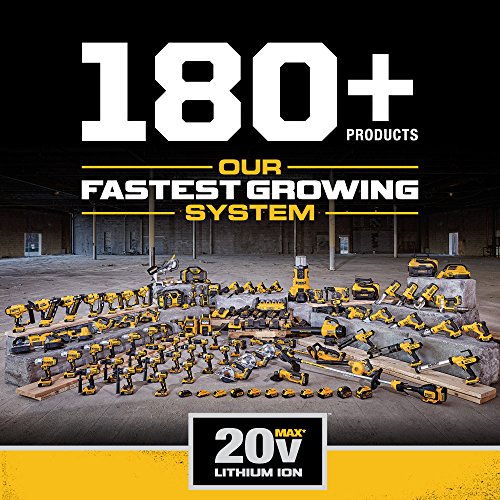 180+
PRODUCTS
OUR
FASTEST GROWING
SYSTEM
20V MAX*
LITHIUM ION